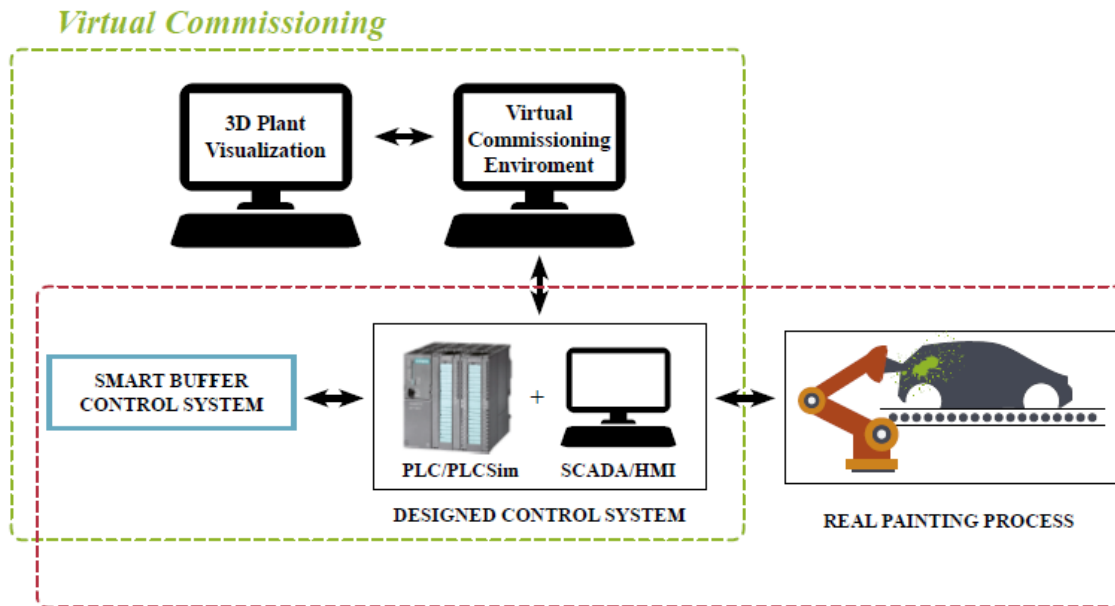 Virtual Commissioning
3D Plant
Visualization
Virtual
Commissioning
Enviroment
SMART BUFFER
CONTROL SYSTEM
+
PLC/PLCSim
SCADA/HMI
DESIGNED CONTROL SYSTEM
REAL PAINTING PROCESS